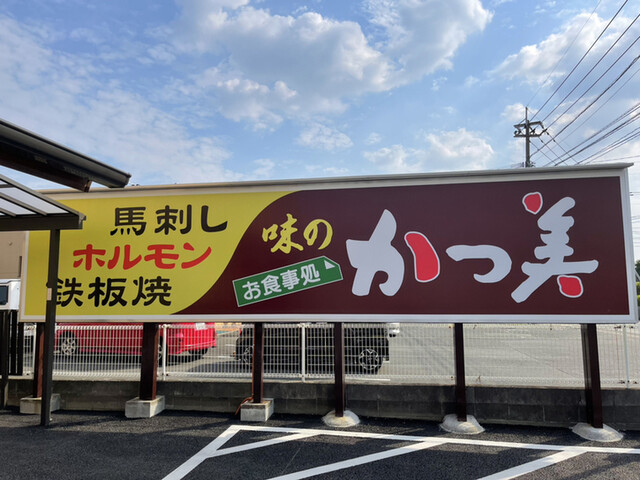 馬刺し
ホルモン
鉄板焼
味の
お食事処
かつ美